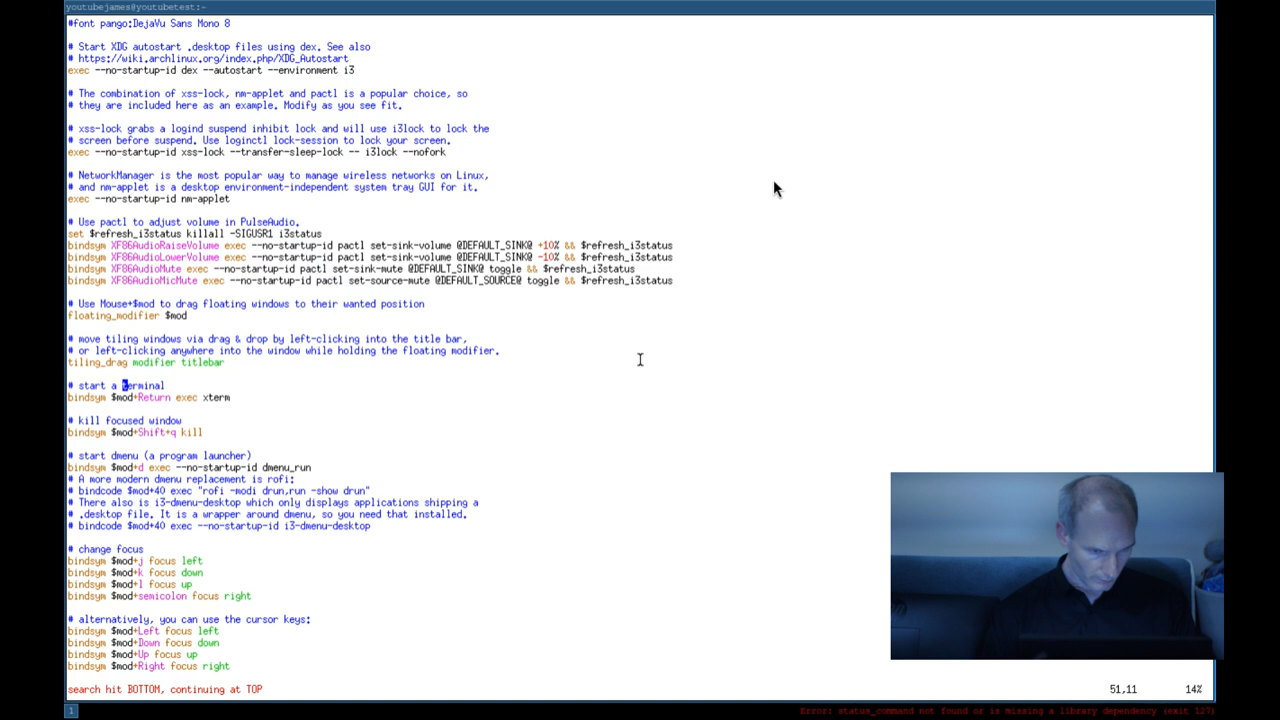 youtubejames@youtubetest:~
#font pango:DejaVu Sans Mono 8
# Start XDG autostart .desktop files using dex. See also
# https://wiki.archlinux.org/index.php/XDG_Autostart
exec --no-startup-id dex --autostart --environment i3
# The combination of xss-lock, nm-applet and pactl is a popular choice, so
# they are included here as an example. Modify as you see fit.
# xss-lock grabs a logind suspend inhibit lock and will use i3lock to lock the
# screen before suspend. Use loginctl lock-session to lock your screen.
exec --no-startup-id xss-lock --transfer-sleep-lock -- i3lock --nofork
# NetworkManager is the most popular way to manage wireless networks on Linux,
# and nm-applet is a desktop environment-independent system tray GUI for it.
exec --no-startup-id nm-applet
# Use pactl to adjust volume in PulseAudio.
set $refresh_i3status killall -SIGUSR1 i3status
bindsym XF86AudioRaiseVolume exec --no-startup-id pactl set-sink-volume @DEFAULT_SINK@ +10% && $refresh_i3status
bindsym XF86AudioLowerVolume exec --no-startup-id pactl set-sink-volume @DEFAULT_SINK@ -10% && $refresh_i3status
bindsym XF86AudioMute exec --no-startup-id pactl set-sink-mute @DEFAULT_SINK@ toggle && $refresh_i3status
bindsym XF86AudioMicMute exec --no-startup-id pactl set-source-mute @DEFAULT_SOURCE@ toggle && $refresh_i3status
# Use Mouse+$mod to drag floating windows to their wanted position
floating_modifier $mod
# move tiling windows via drag & drop by left-clicking into the title bar,
# or left-clicking anywhere into the window while holding the floating modifier.
tiling_drag modifier titlebar
# start a terminal
bindsym $mod+Return exec xterm
# kill focused window
bindsym $mod+Shift+q kill
# start dmenu (a program launcher)
bindsym $mod+d exec --no-startup-id dmenu_run
# A more modern dmenu replacement is rofi:
# bindcode $mod+40 exec "rofi -modi drun,run -show drun"
# There also is i3-dmenu-desktop which only displays applications shipping a
# .desktop file. It is a wrapper around dmenu, so you need that installed.
# bindcode $mod+40 exec --no-startup-id i3-dmenu-desktop
# change focus
bindsym $mod+j focus left
bindsym $mod+k focus down
bindsym $mod+l focus up
bindsym $mod+semicolon focus right
# alternatively, you can use the cursor keys:
bindsym $mod+Left focus left
bindsym $mod+Down focus down
bindsym $mod+Up focus up
bindsym $mod+Right focus right
search hit BOTTOM, continuing at TOP 51,11 14%
1 Error: status_command not found or is missing a library dependency (exit 127)